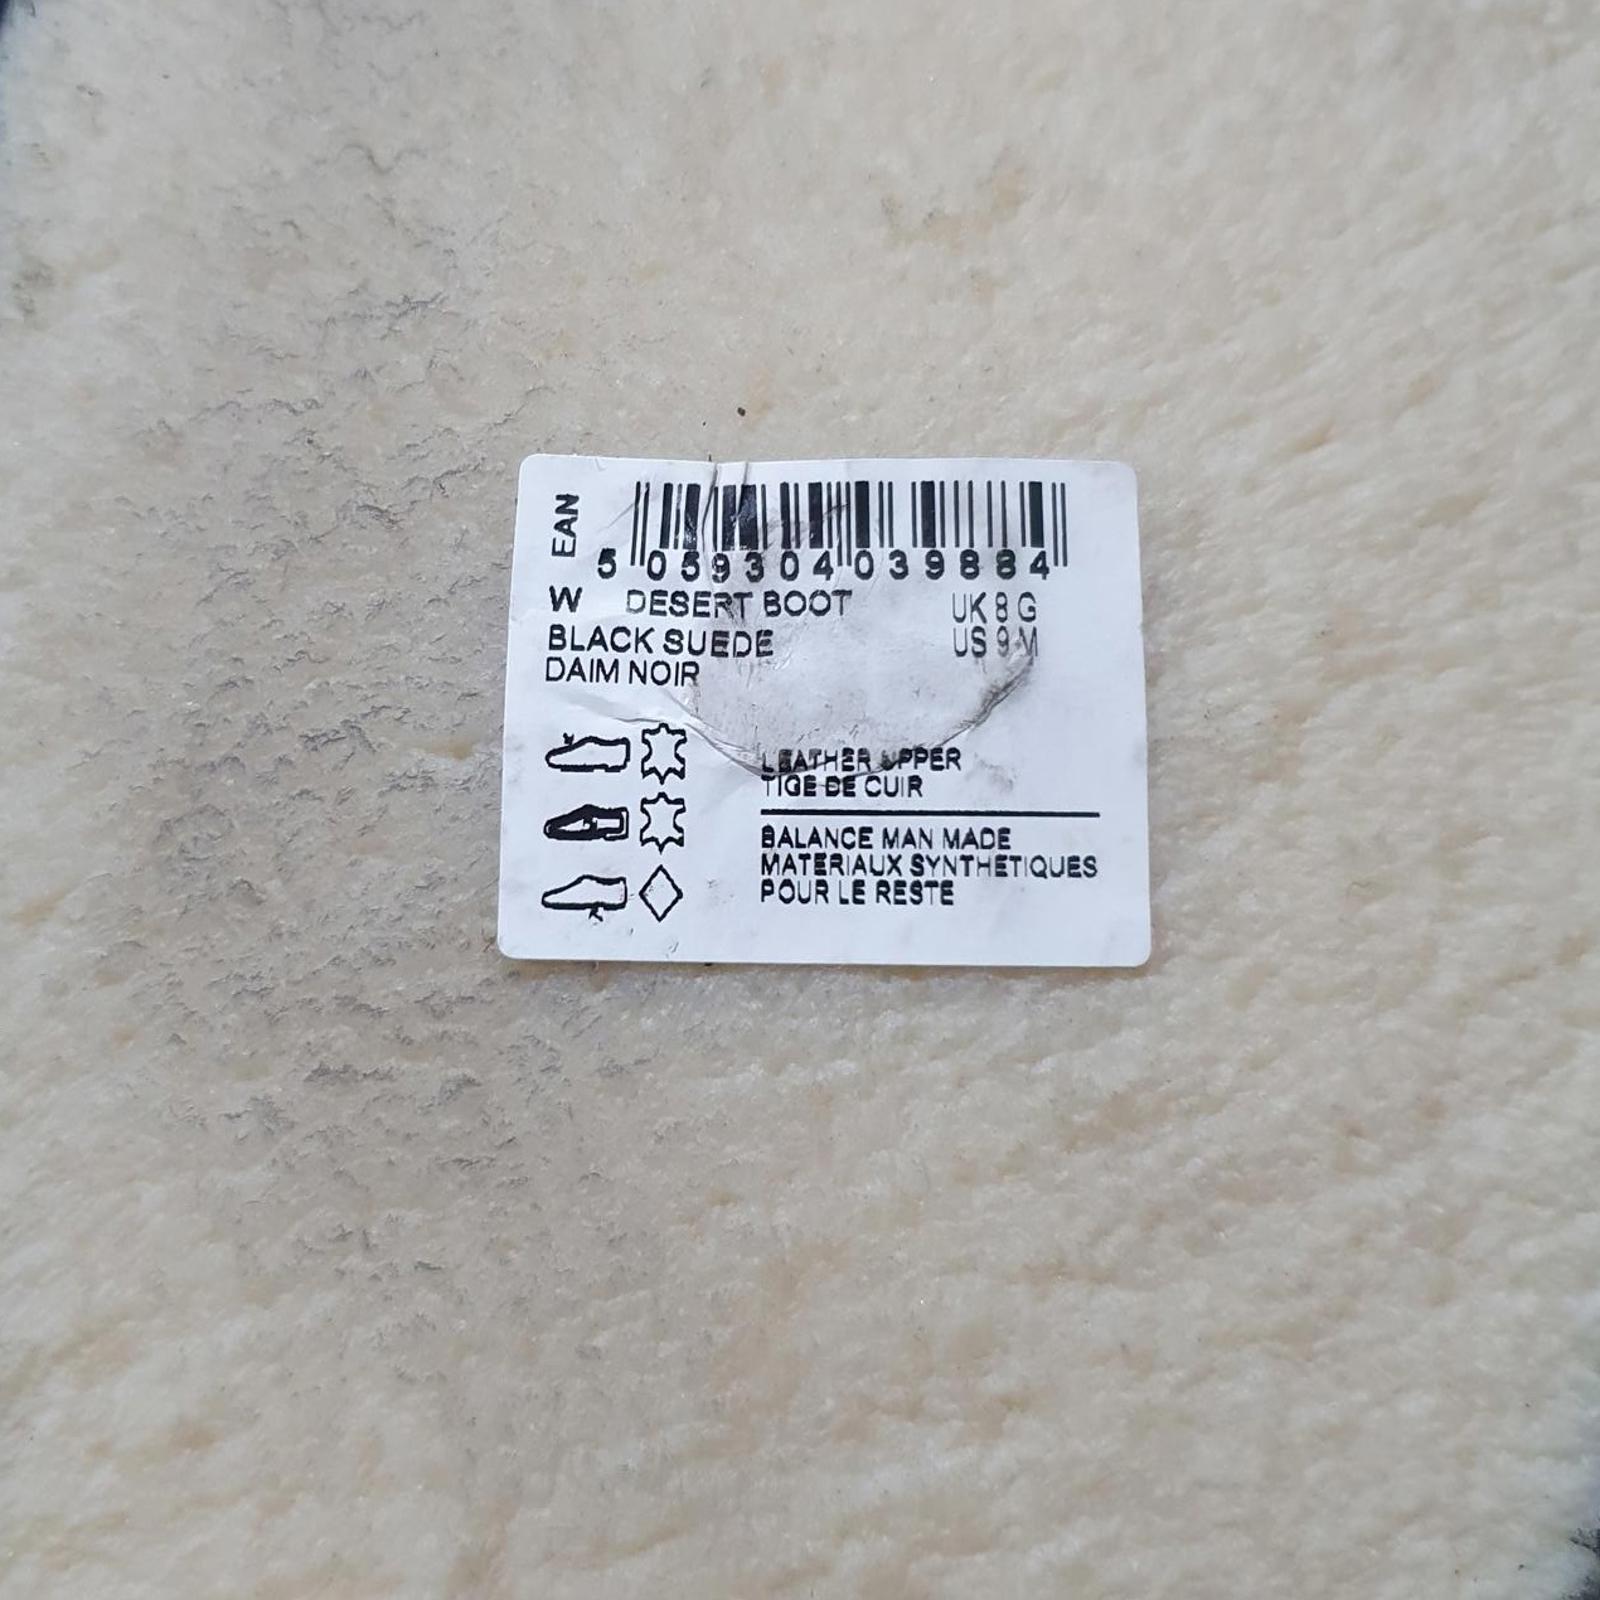 EAN
5 059304 039884
W DESERT BOOT UK 8 G
BLACK SUEDE US 9 M
DAIM NOIR
LEATHER UPPER
TIGE DE CUIR
BALANCE MAN MADE
MATERIAUX SYNTHETIQUES
POUR LE RESTE